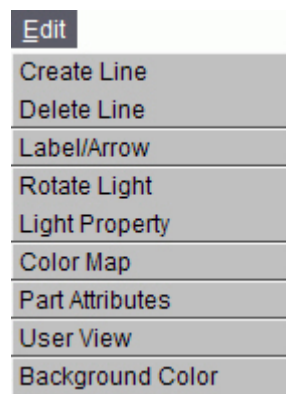 Edit
Create Line
Delete Line
Label/Arrow
Rotate Light
Light Property
Color Map
Part Attributes
User View
Background Color